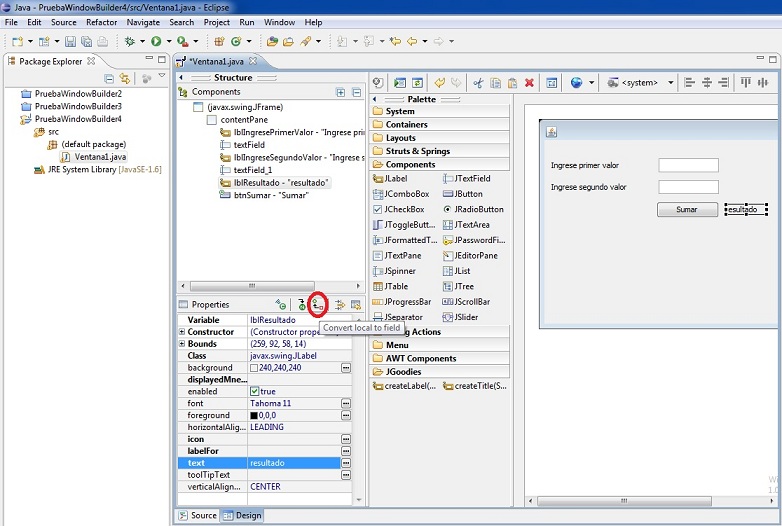 Java - PruebaWindowBuilder4/src/Ventana1.java - Eclipse
File Edit Source Refactor Navigate Search Project Run Window Help
Package Explorer
PruebaWindowBuilder2
PruebaWindowBuilder3
PruebaWindowBuilder4
src
(default package)
Ventana1.java
JRE System Library [JavaSE-1.6]
*Ventana1.java
Structure
Components
(javax.swingJFrame)
contentPane
lblIngresePrimerValor - "Ingrese prim
textField
lblIngreseSegundoValor - "Ingrese s
textField_1
lblResultado - "resultado"
btnSumar - "Sumar"
Properties
Convert local to field
Variable lblResultado
Constructor (Constructor prope
Bounds (259, 92, 58, 14)
Class javax.swing.JLabel
background 240,240,240
displayedMne...
enabled true
font Tahoma 11
foreground 0,0,0
horizontalAlig... LEADING
icon
labelFor
text resultado
toolTipText
verticalAlign... CENTER
Source Design
<system>
Palette
System
Containers
Layouts
Struts & Springs
Components
JLabel JTextField
JComboBox JButton
JCheckBox JRadioButton
JToggleButt... JTextArea
JFormattedT... JPasswordFi...
JTextPane JEditorPane
JSpinner JList
JTable JTree
JProgressBar JScrollBar
JSeparator JSlider
Actions
Menu
AWT Components
JGoodies
createLabel(... createTitle(S...
Ingrese primer valor
Ingrese segundo valor
Sumar esultado